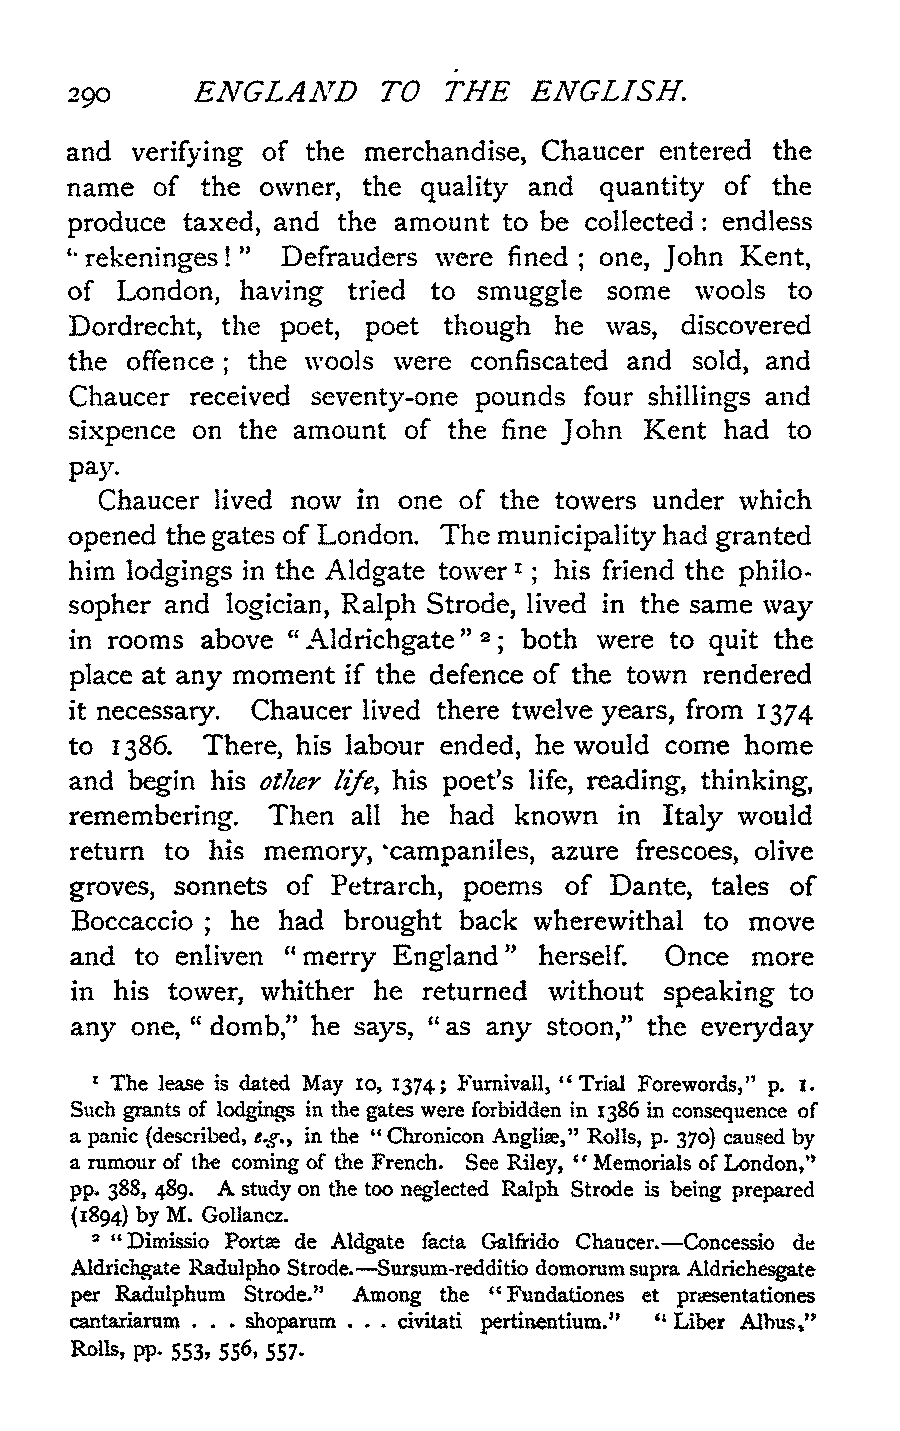 290 ENGLAND TO THE ENGLISH.
and verifying of the merchandise, Chaucer entered the
name of the owner, the quality and quantity of the
produce taxed, and the amount to be collected : endless
“ rekeninges ! ” Defrauders were fined ; one, John Kent,
of London, having tried to smuggle some wools to
Dordrecht, the poet, poet though he was, discovered
the offence ; the wools were confiscated and sold, and
Chaucer received seventy-one pounds four shillings and
sixpence on the amount of the fine John Kent had to
pay.
Chaucer lived now in one of the towers under which
opened the gates of London. The municipality had granted
him lodgings in the Aldgate tower ¹ ; his friend the philo-
sopher and logician, Ralph Strode, lived in the same way
in rooms above “ Aldrichgate ” ² ; both were to quit the
place at any moment if the defence of the town rendered
it necessary. Chaucer lived there twelve years, from 1374
to 1386. There, his labour ended, he would come home
and begin his other life, his poet’s life, reading, thinking,
remembering. Then all he had known in Italy would
return to his memory, campaniles, azure frescoes, olive
groves, sonnets of Petrarch, poems of Dante, tales of
Boccaccio ; he had brought back wherewithal to move
and to enliven “ merry England ” herself. Once more
in his tower, whither he returned without speaking to
any one, “ domb,” he says, “ as any stoon,” the everyday
¹ The lease is dated May 10, 1374; Furnivall, “ Trial Forewords,” p. 1.
Such grants of lodgings in the gates were forbidden in 1386 in consequence of
a panic (described, e.g., in the “ Chronicon Angliæ,” Rolls, p. 370) caused by
a rumour of the coming of the French. See Riley, “ Memorials of London,”
pp. 388, 489. A study on the too neglected Ralph Strode is being prepared
(1894) by M. Gollancz.
² “ Dimissio Portæ de Aldgate facta Galfrido Chaucer.—Concessio de
Aldrichgate Radulpho Strode.—Sursum-redditio domorum supra Aldrichesgate
per Radulphum Strode.” Among the “ Fundationes et præsentationes
cantariarum . . . shoparum . . . civitati pertinentium.” “ Liber Albus,”
Rolls, pp. 553, 556, 557.